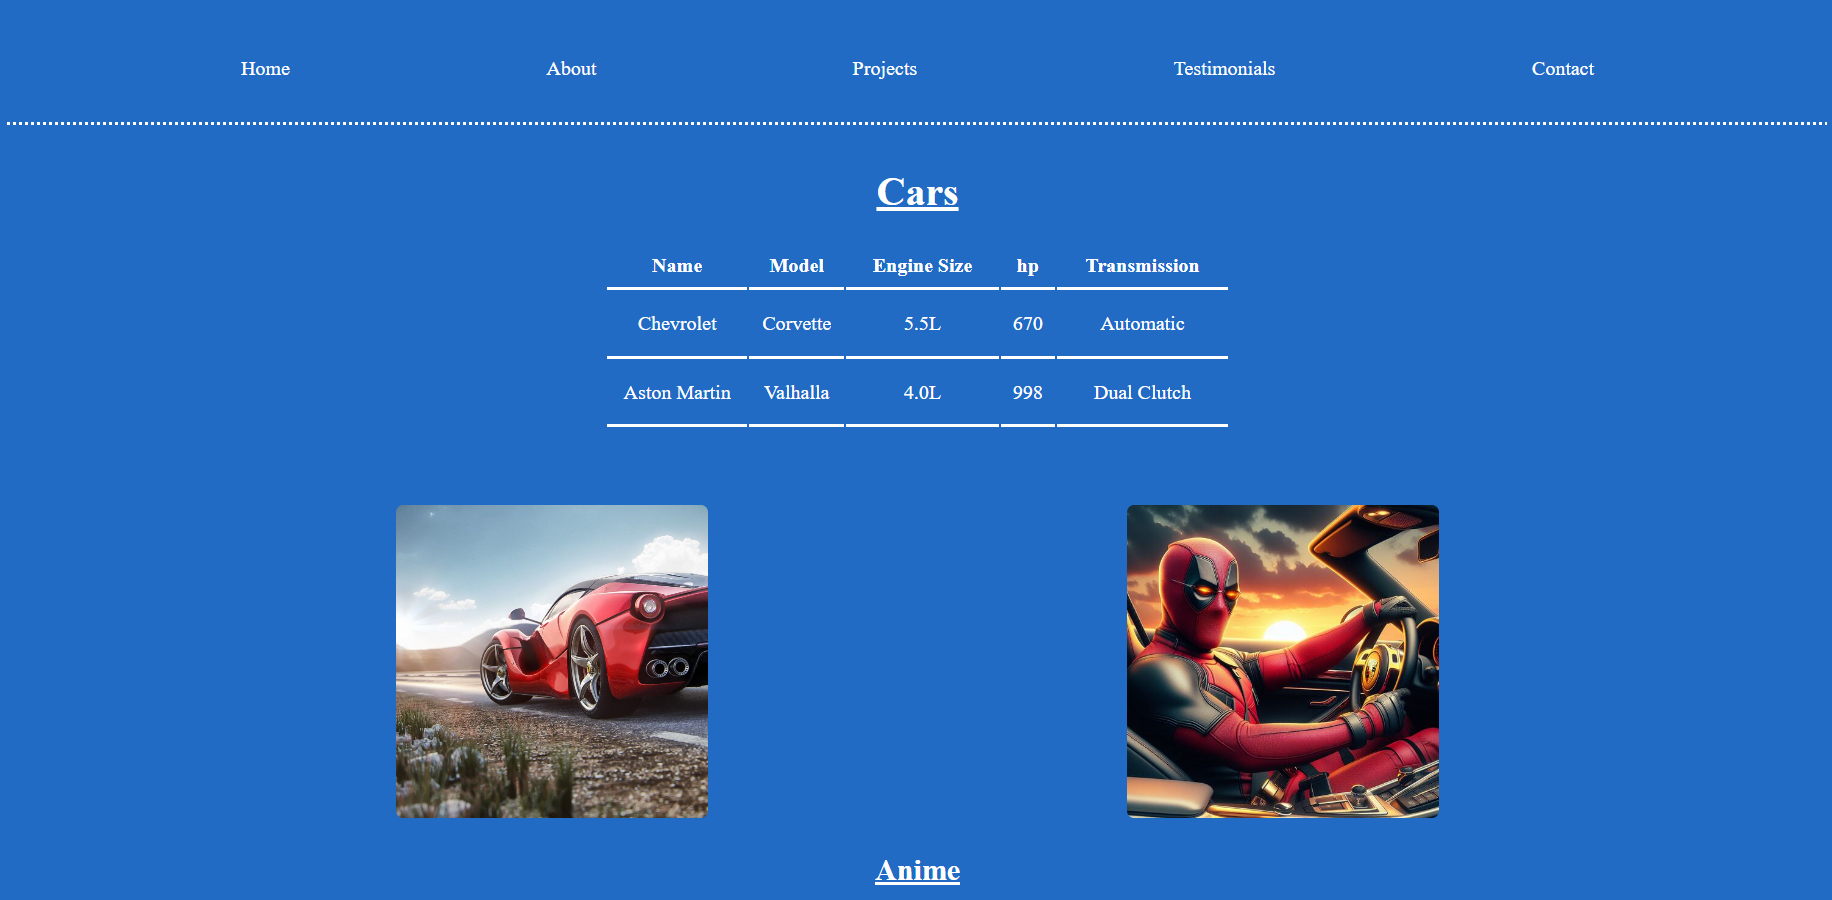 Home About Projects Testimonials Contact
Cars
Name Model Engine Size hp Transmission
Chevrolet Corvette 5.5L 670 Automatic
Aston Martin Valhalla 4.0L 998 Dual Clutch
Anime